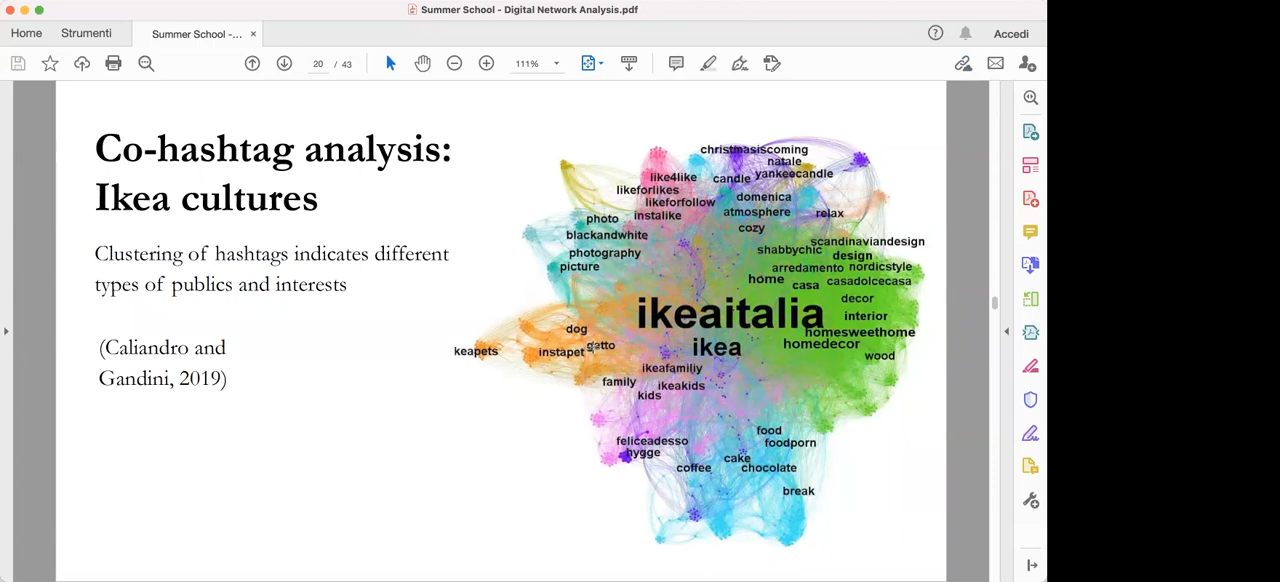 Summer School - Digital Network Analysis.pdf
Home
Strumenti
Summer School -... ×
Accedi
20 / 43
111%
Co-hashtag analysis:
Ikea cultures
Clustering of hashtags indicates different
types of publics and interests
(Caliandro and
Gandini, 2019)
christmasiscoming
natale
like4like
candle
yankeecandle
likeforlikes
domenica
likeforfollow
instalike
atmosphere
relax
photo
cozy
blackandwhite
scandinaviandesign
photography
shabbychic
design
picture
arredamento
nordicstyle
home
casa
casadolcecasa
decor
ikeaitalia
interior
dog
homesweethome
keapets
instapet
gatto
ikea
homedecor
wood
ikeafamiliy
family
ikeakids
kids
food
feliceadesso
foodporn
hygge
cake
coffee
chocolate
break